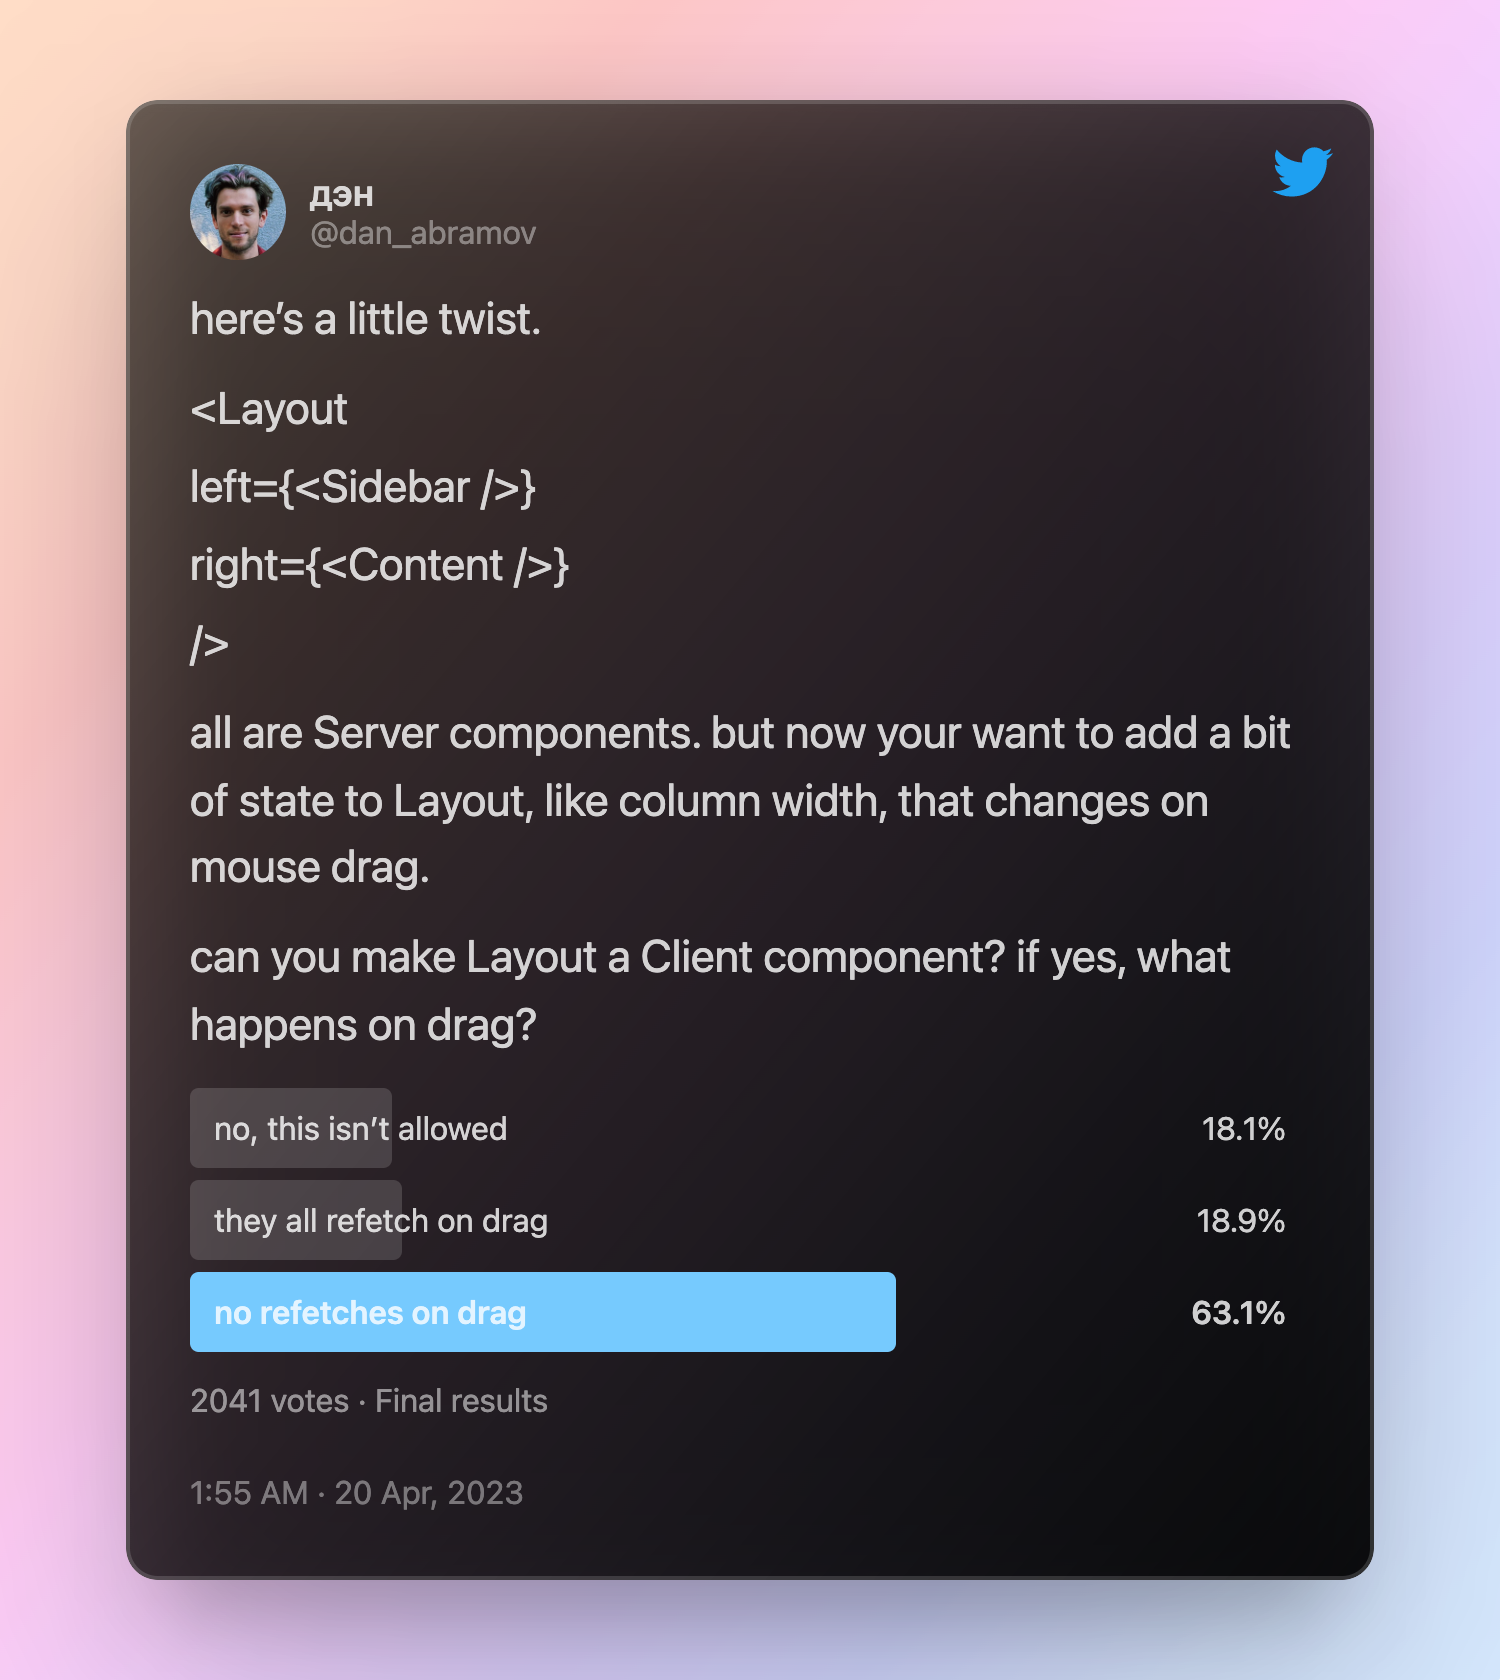 дэн
@dan_abramov
here’s a little twist.
<Layout
left={<Sidebar />}
right={<Content />}
/>
all are Server components. but now your want to add a bit
of state to Layout, like column width, that changes on
mouse drag.
can you make Layout a Client component? if yes, what
happens on drag?
no, this isn’t allowed 18.1%
they all refetch on drag 18.9%
no refetches on drag 63.1%
2041 votes · Final results
1:55 AM · 20 Apr, 2023